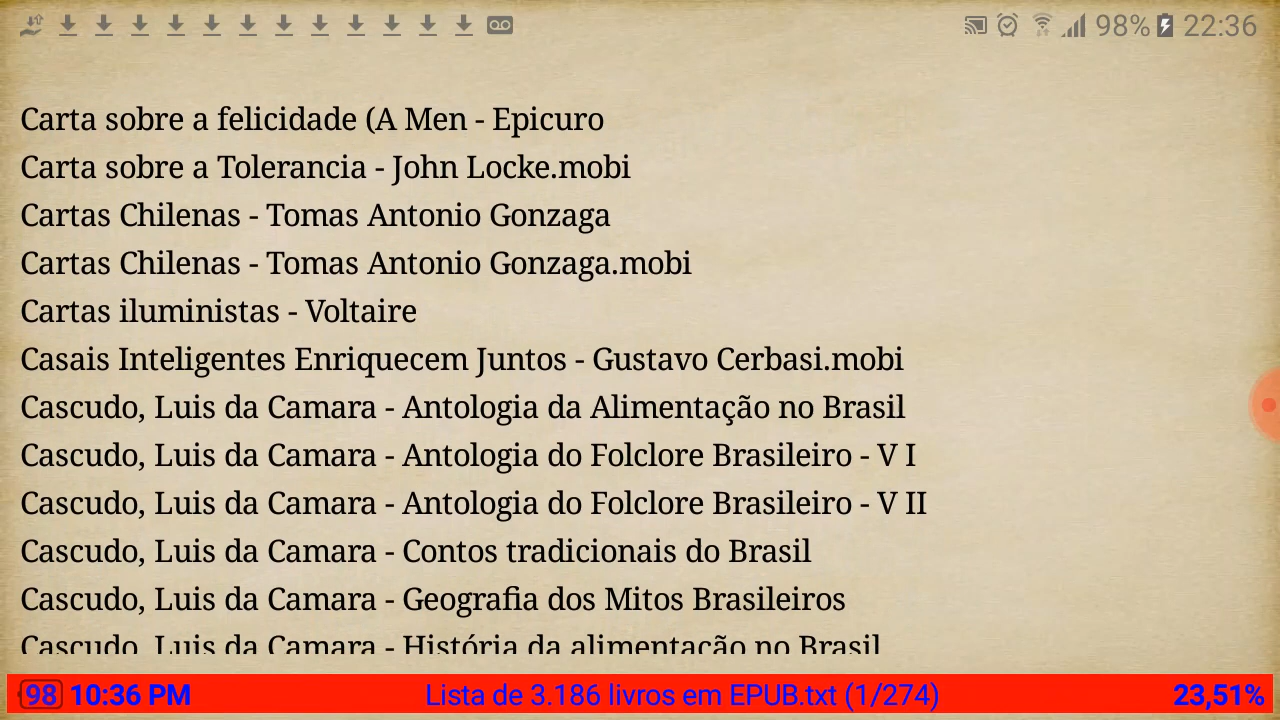 98% 22:36
Carta sobre a felicidade (A Men - Epicuro
Carta sobre a Tolerancia - John Locke.mobi
Cartas Chilenas - Tomas Antonio Gonzaga
Cartas Chilenas - Tomas Antonio Gonzaga.mobi
Cartas iluministas - Voltaire
Casais Inteligentes Enriquecem Juntos - Gustavo Cerbasi.mobi
Cascudo, Luis da Camara - Antologia da Alimentação no Brasil
Cascudo, Luis da Camara - Antologia do Folclore Brasileiro - V I
Cascudo, Luis da Camara - Antologia do Folclore Brasileiro - V II
Cascudo, Luis da Camara - Contos tradicionais do Brasil
Cascudo, Luis da Camara - Geografia dos Mitos Brasileiros
Cascudo, Luis da Camara - História da alimentação no Brasil
98 10:36 PM Lista de 3.186 livros em EPUB.txt (1/274) 23,51%